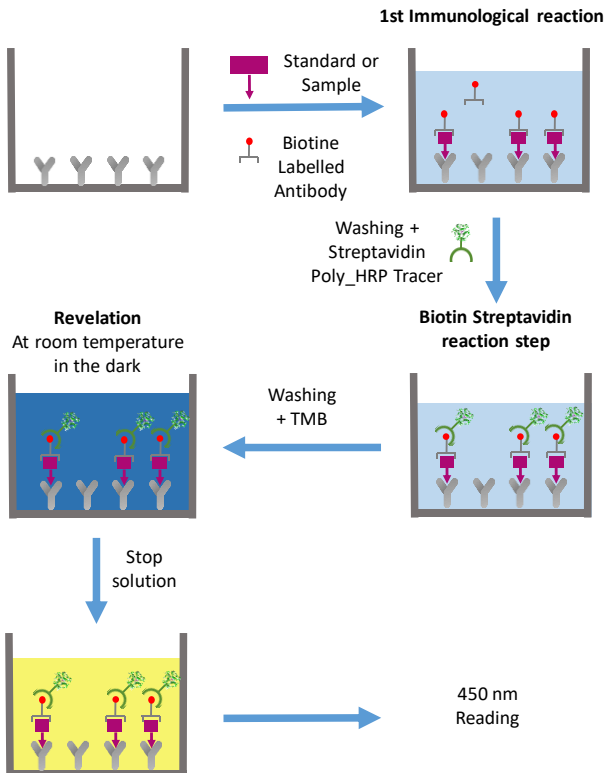 1st Immunological reaction
Standard or
Sample
Biotine
Labelled
Antibody
Washing +
Streptavidin
Poly_HRP Tracer
Biotin Streptavidin
reaction step
Revelation
At room temperature
in the dark
Washing
+ TMB
Stop
solution
450 nm
Reading